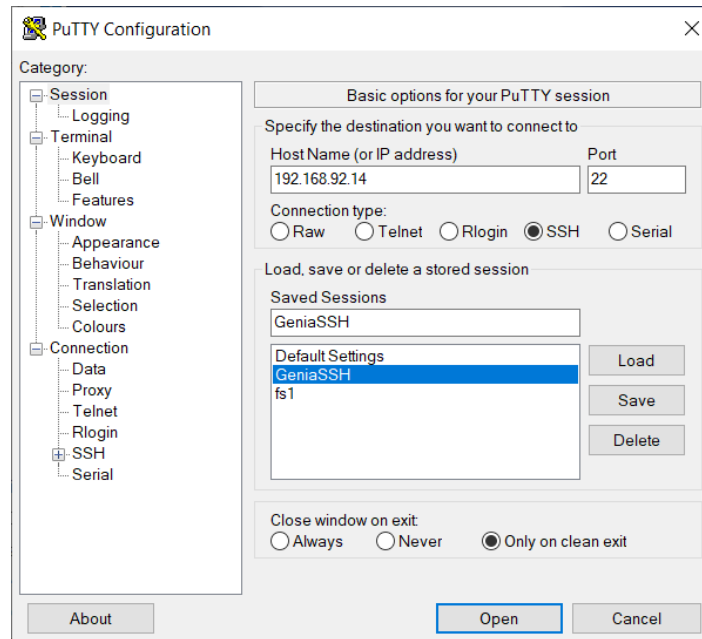 PuTTY Configuration
Category:
Session
Logging
Terminal
Keyboard
Bell
Features
Window
Appearance
Behaviour
Translation
Selection
Colours
Connection
Data
Proxy
Telnet
Rlogin
SSH
Serial
Basic options for your PuTTY session
Specify the destination you want to connect to
Host Name (or IP address) Port
192.168.92.14 22
Connection type:
Raw Telnet Rlogin SSH Serial
Load, save or delete a stored session
Saved Sessions
GeniaSSH
Default Settings
GeniaSSH
fs1
Load
Save
Delete
Close window on exit:
Always Never Only on clean exit
About Open Cancel